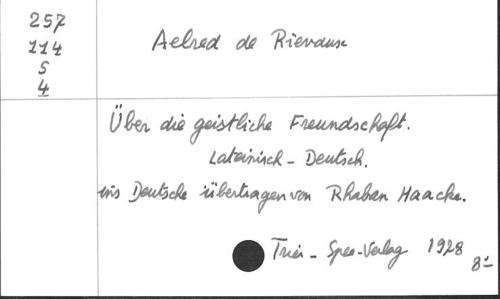 257
114
5
4
Aelred de Rievaux
Über die geistliche Freundschaft.
Lateinisch - Deutsch.
ins Deutsche übertragen von Rhaban Haacke.
Trier - Spee-Verlag 1978
8°